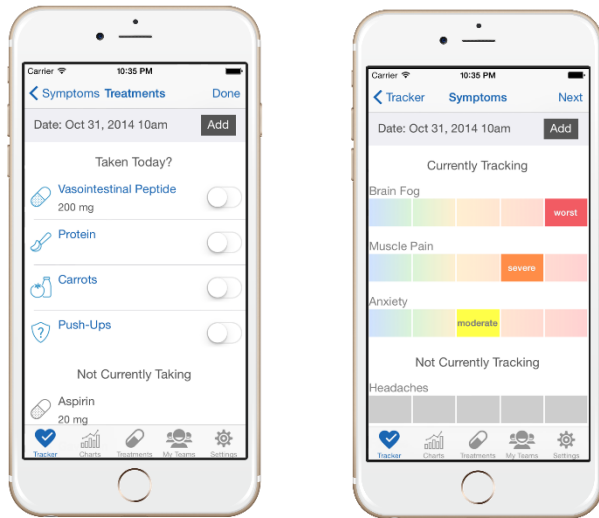 Carrier 10:35 PM
Symptoms Treatments Done
Date: Oct 31, 2014 10am Add
Taken Today?
Vasointestinal Peptide
200 mg
Protein
Carrots
Push-Ups
?
Not Currently Taking
Aspirin
20 mg
Tracker Charts Treatments My Teams Settings
Carrier 10:35 PM
Tracker Symptoms Next
Date: Oct 31, 2014 10am Add
Currently Tracking
Brain Fog
worst
Muscle Pain
severe
Anxiety
moderate
Not Currently Tracking
Headaches
Tracker Charts Treatments My Teams Settings